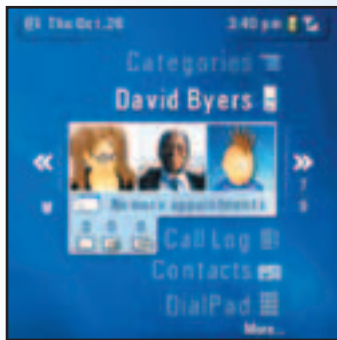 Thu Oct. 26 3:40 pm
Categories
David Byers
No more appointments
Call Log
Contacts
DialPad
More...